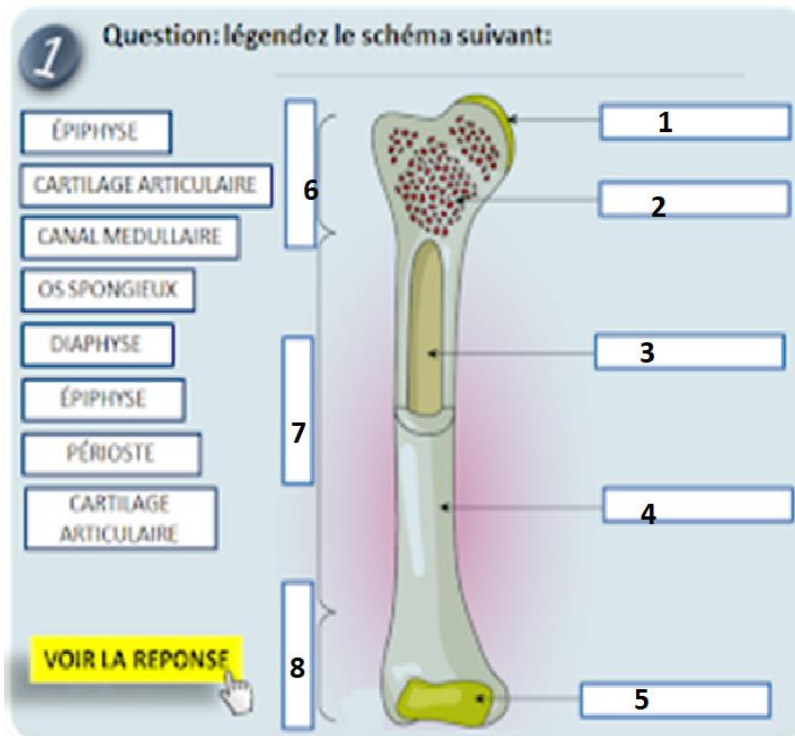 1
Question: légendez le schéma suivant:
ÉPIPHYSE
CARTILAGE ARTICULAIRE
CANAL MEDULLAIRE
OS SPONGIEUX
DIAPHYSE
ÉPIPHYSE
PÉRIOSTE
CARTILAGE
ARTICULAIRE
VOIR LA REPONSE
6
7
8
1
2
3
4
5